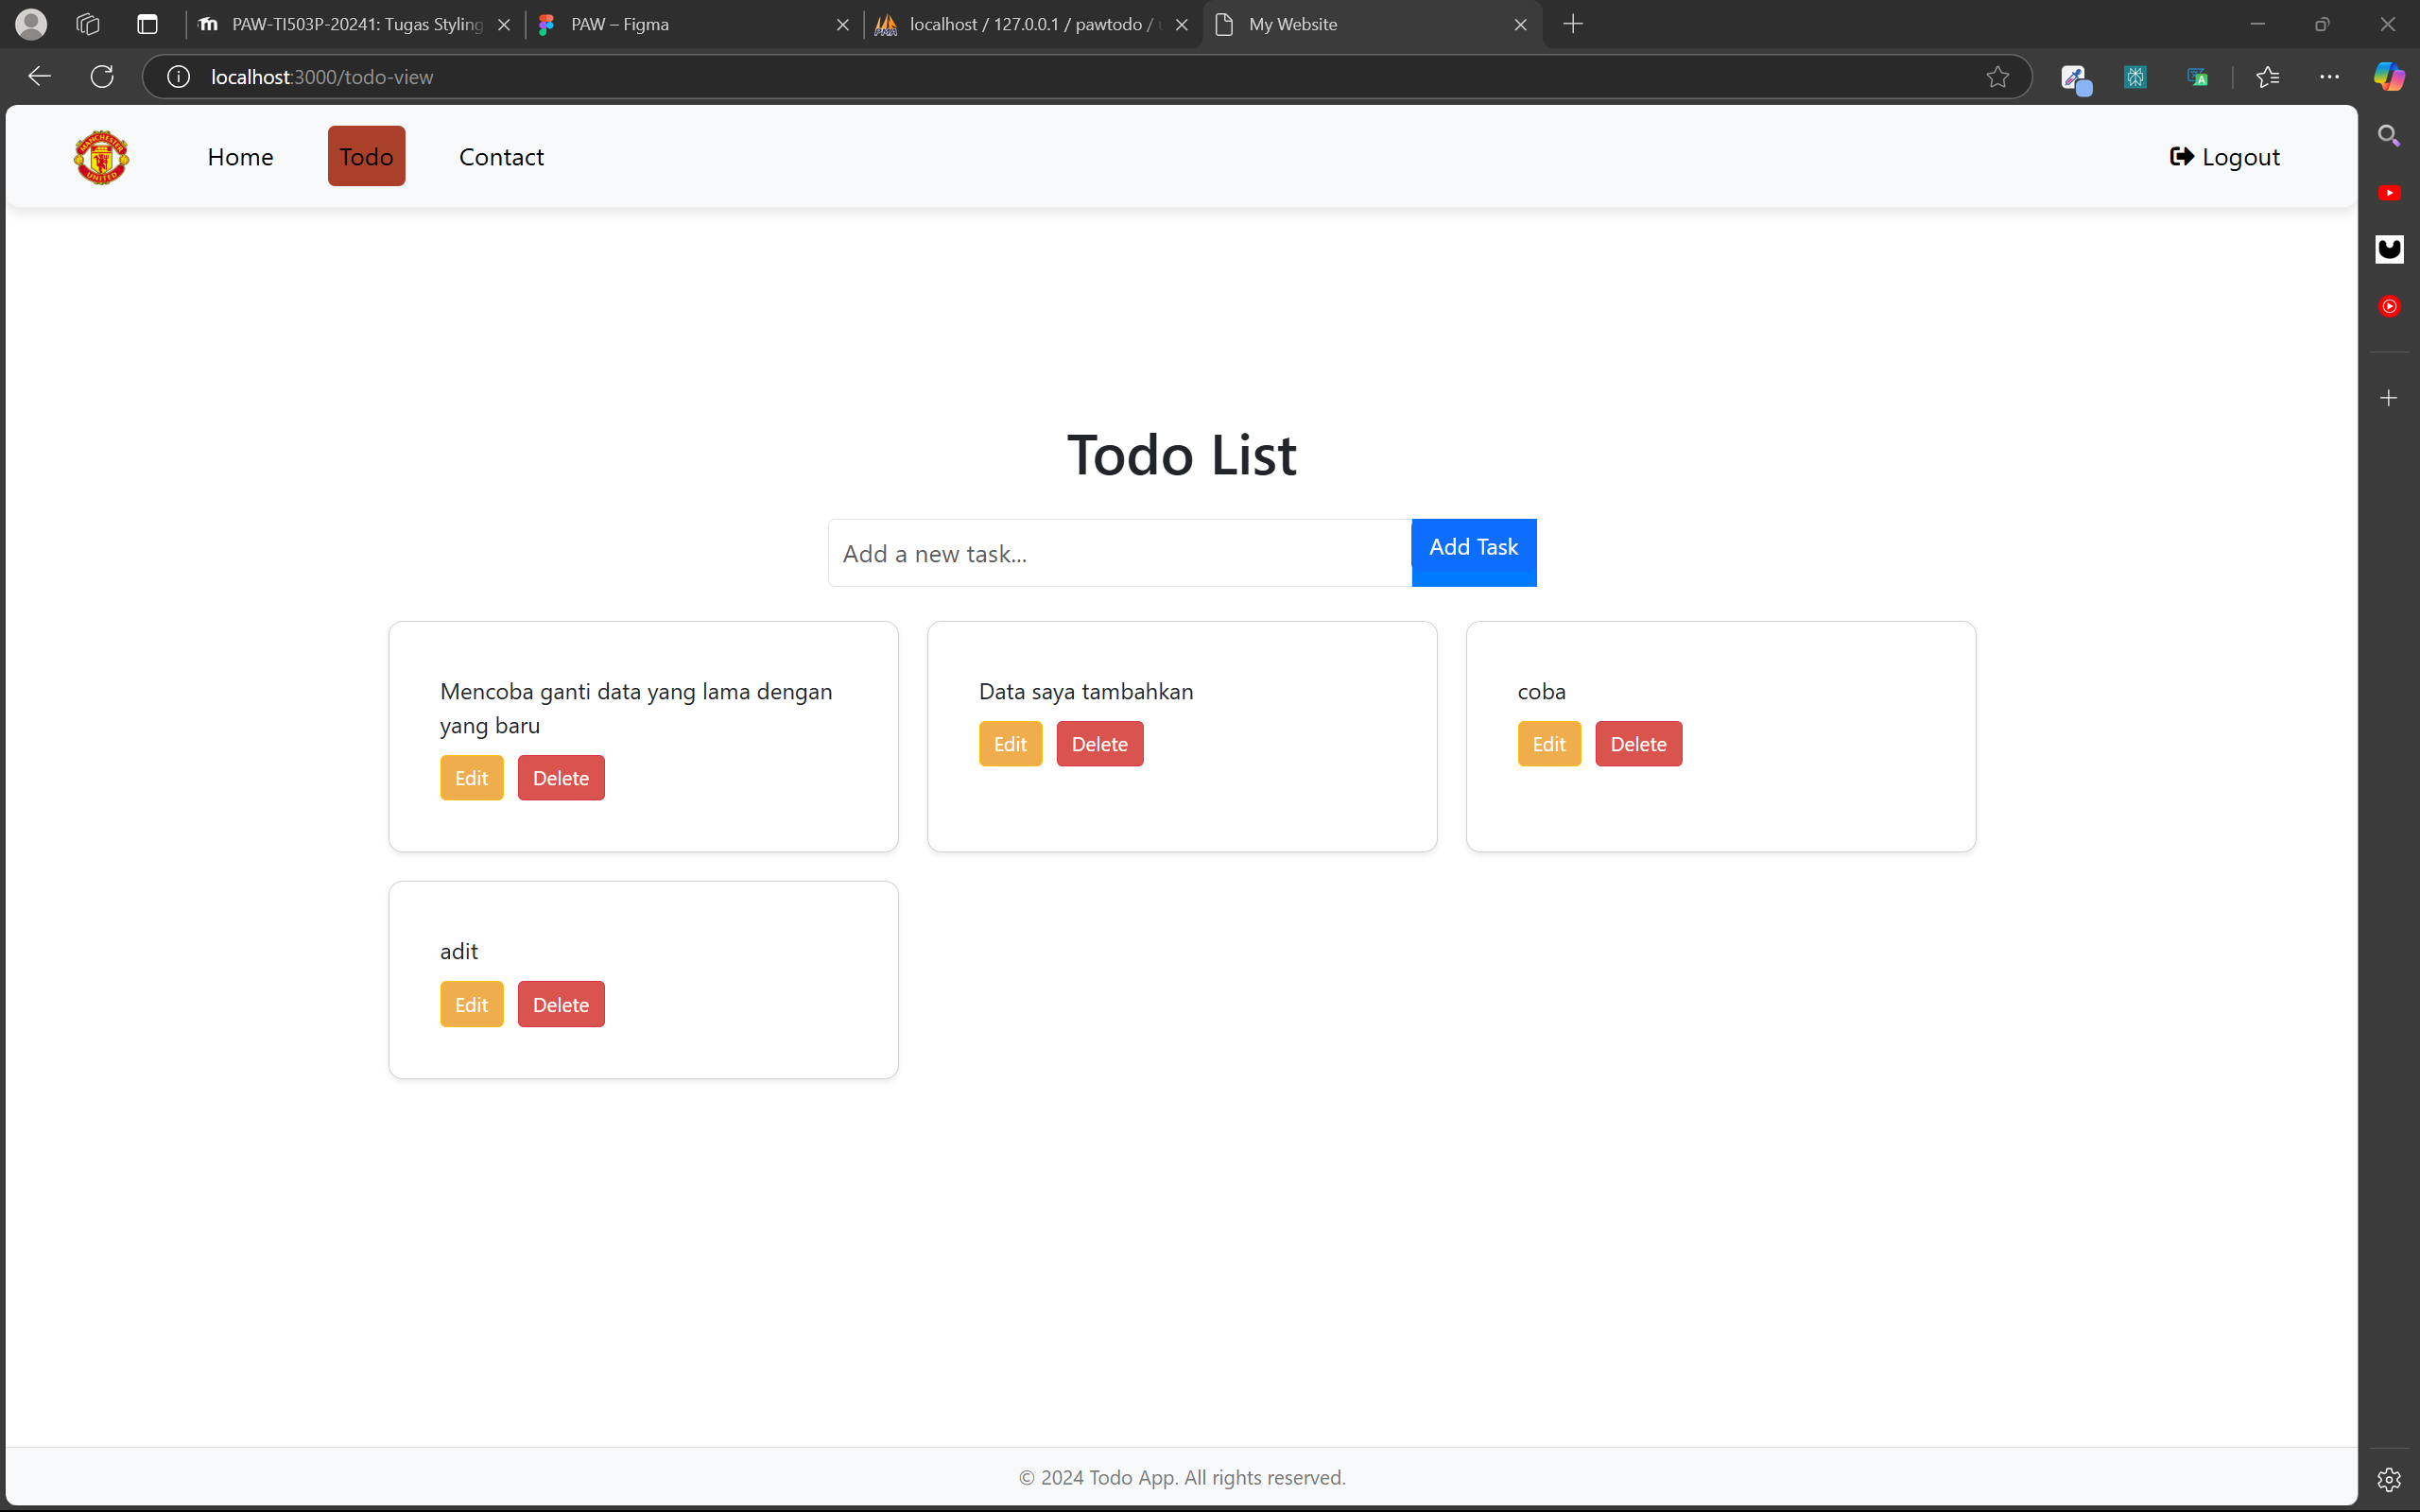 PAW-TI503P-20241: Tugas Styling
PAW – Figma
localhost / 127.0.0.1 / pawtodo /
My Website
localhost:3000/todo-view
MANCHESTER
UNITED
Home
Todo
Contact
Logout
Todo List
Add a new task...
Add Task
Mencoba ganti data yang lama dengan
yang baru
Edit
Delete
Data saya tambahkan
Edit
Delete
coba
Edit
Delete
adit
Edit
Delete
© 2024 Todo App. All rights reserved.